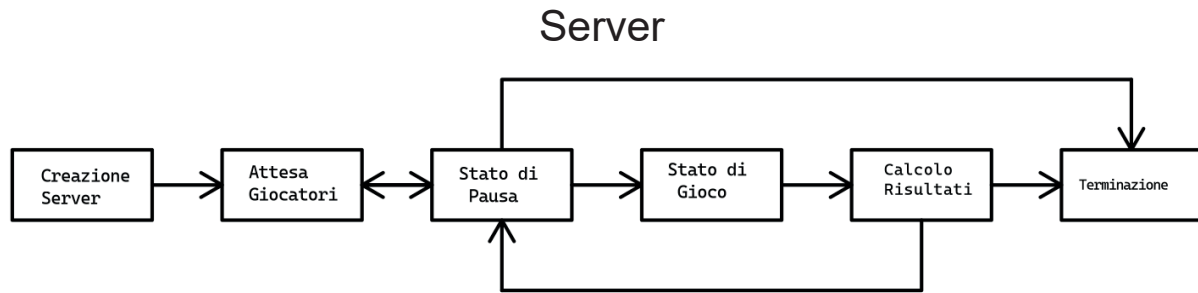 Server
Creazione
Server
Attesa
Giocatori
Stato di
Pausa
Stato di
Gioco
Calcolo
Risultati
Terminazione